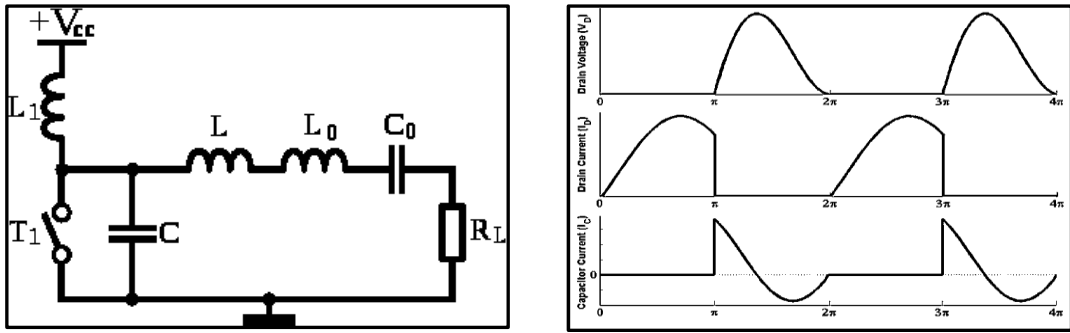 +Vcc
L1
L L0 C0
T1 C RL
Drain Voltage (VD)
0 π 2π 3π 4π
Drain Current (ID)
0 π 2π 3π 4π
Capacitor Current (IC)
0
0 π 2π 3π 4π